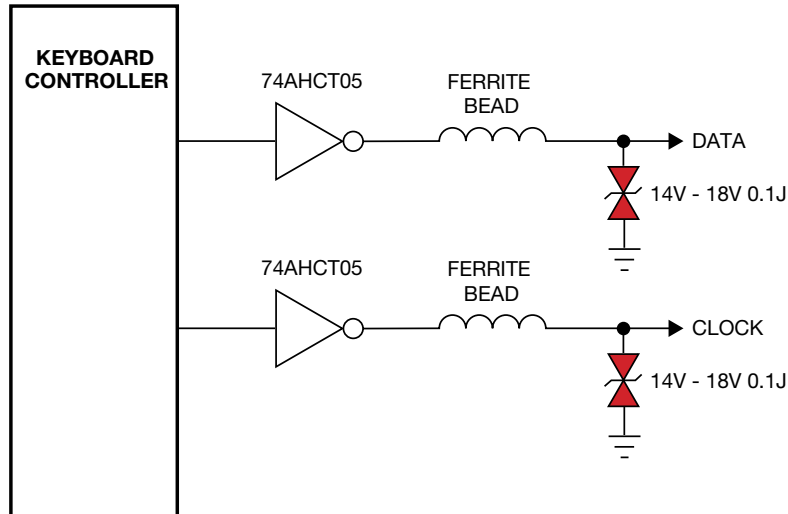 KEYBOARD
CONTROLLER
74AHCT05
FERRITE
BEAD
DATA
14V - 18V 0.1J
74AHCT05
FERRITE
BEAD
CLOCK
14V - 18V 0.1J